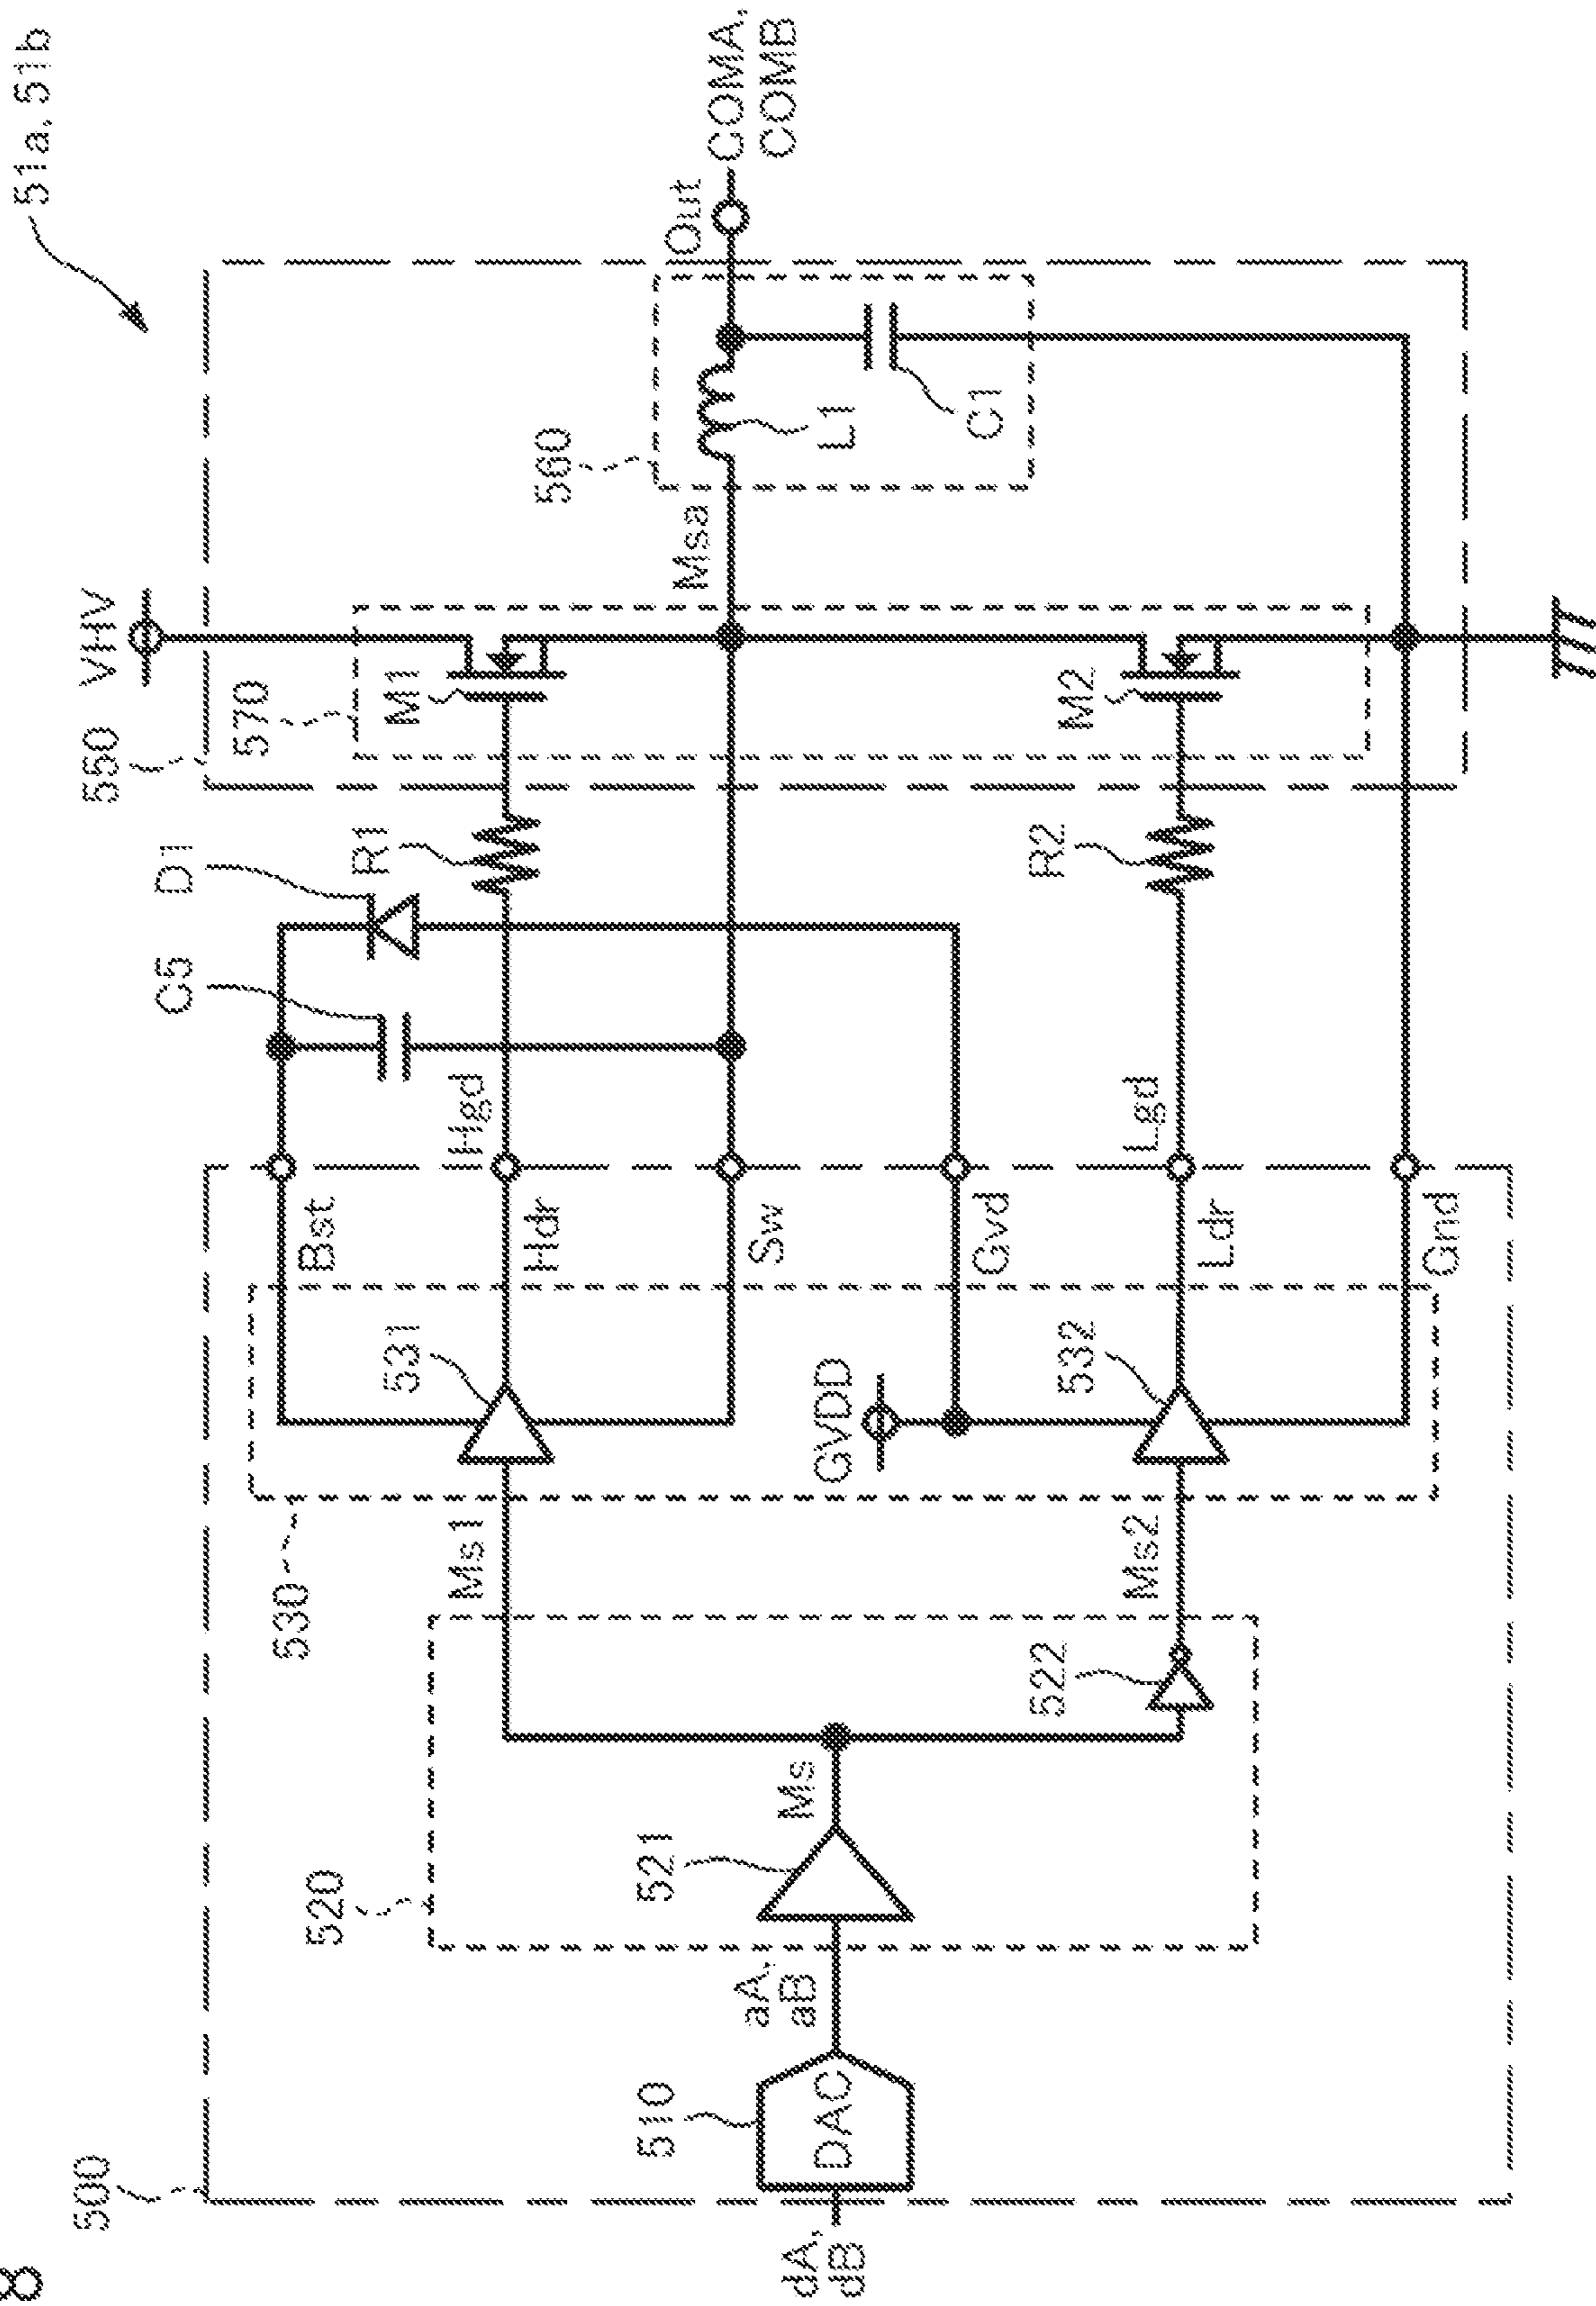 8
51a, 51b
500
dA,
dB
510
DAC
aA,
aB
520
521
Ms
522
Ms1
Ms2
530
531
GVDD
532
Bst
Hdr
Sw
Gvd
Ldr
Gnd
Hgd
Lgd
C5
D1
R1
R2
550
570
VHV
M1
M2
Msa
560
L1
C1
Out
COMA,
COMB